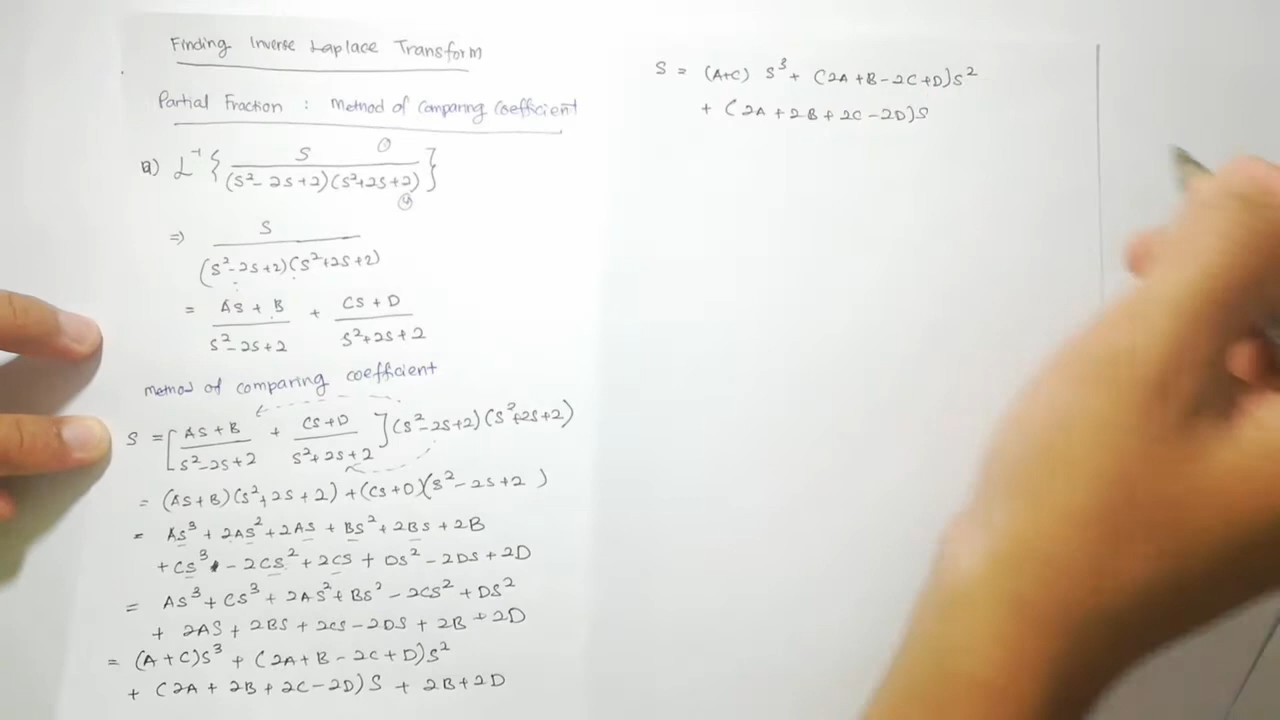 Finding Inverse Laplace Transform
Partial Fraction : Method of Comparing Coefficient
a) L⁻¹ { s / (s²- 2s+2)(s²+2s+2) } ① ④
=> s / (s²-2s+2)(s²+2s+2)
= As + B / s²-2s+2 + Cs + D / s²+2s+2
method of comparing coefficient
s = [ As+B / s²-2s+2 + Cs+D / s²+2s+2 ] (s²-2s+2)(s²+2s+2)
= (As+B)(s²+2s+2) + (Cs+D)(s²-2s+2)
= As³ + 2As² + 2As + Bs² + 2Bs + 2B
+ Cs³ - 2Cs² + 2Cs + Ds² - 2Ds + 2D
= As³ + Cs³ + 2As² + Bs² - 2Cs² + Ds²
+ 2As + 2Bs + 2Cs - 2Ds + 2B + 2D
= (A+C)s³ + (2A+B-2C+D)s²
+ (2A + 2B + 2C - 2D)s + 2B+2D
s = (A+C) s³ + (2A+B-2C+D)s²
+ (2A+2B+2C-2D)s